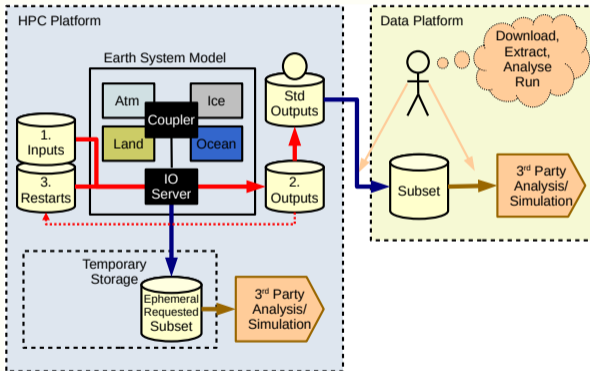 HPC Platform
Earth System Model
Atm
Ice
Coupler
Land
Ocean
IO
Server
1.
Inputs
3.
Restarts
Std
Outputs
2.
Outputs
Temporary
Storage
Ephemeral
Requested
Subset
3rd Party
Analysis/
Simulation
Data Platform
Download,
Extract,
Analyse
Run
Subset
3rd Party
Analysis/
Simulation